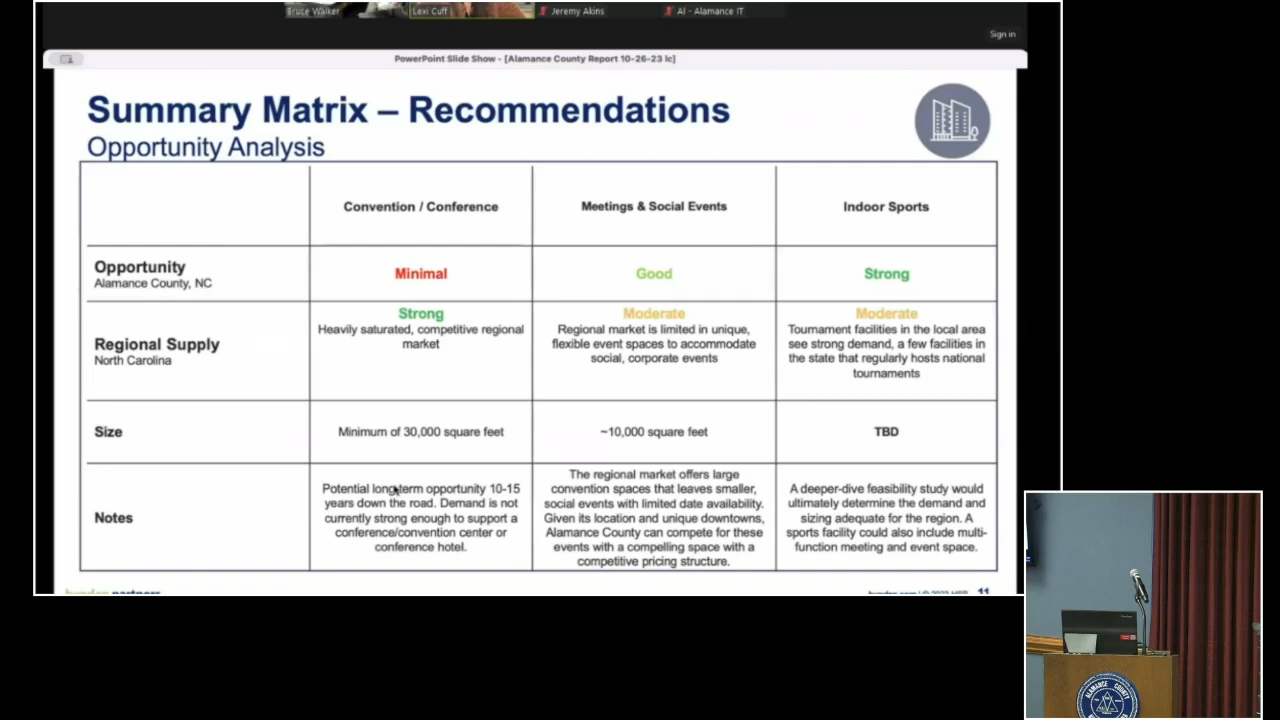 Bruce Walker
Lexi Cuff
Jeremy Akins
Al - Alamance IT
Sign in
PowerPoint Slide Show - [Alamance County Report 10-26-23 lc]
Summary Matrix – Recommendations
Opportunity Analysis
Convention / Conference
Meetings & Social Events
Indoor Sports
Opportunity
Alamance County, NC
Minimal
Good
Strong
Regional Supply
North Carolina
Strong
Heavily saturated, competitive regional
market
Moderate
Regional market is limited in unique,
flexible event spaces to accommodate
social, corporate events
Moderate
Tournament facilities in the local area
see strong demand, a few facilities in
the state that regularly hosts national
tournaments
Size
Minimum of 30,000 square feet
~10,000 square feet
TBD
Notes
Potential long-term opportunity 10-15
years down the road. Demand is not
currently strong enough to support a
conference/convention center or
conference hotel.
The regional market offers large
convention spaces that leaves smaller,
social events with limited date availability.
Given its location and unique downtowns,
Alamance County can compete for these
events with a compelling space with a
competitive pricing structure.
A deeper-dive feasibility study would
ultimately determine the demand and
sizing adequate for the region. A
sports facility could also include multi-
function meeting and event space.
11
ALAMANCE COUNTY